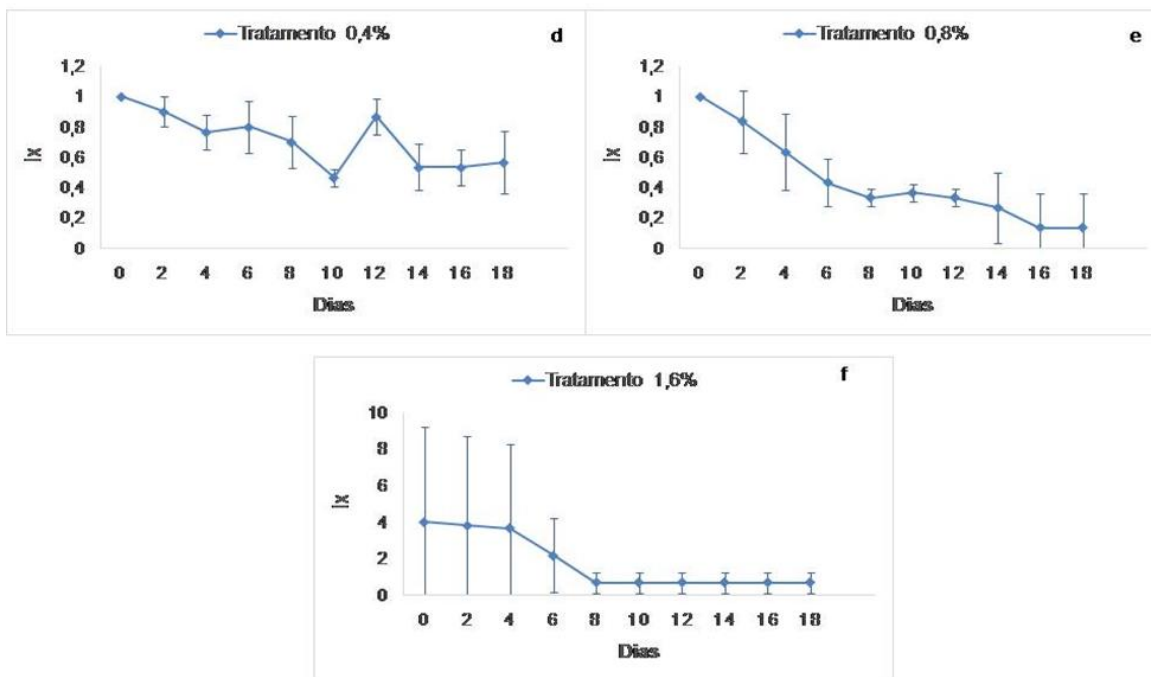 Tratamento 0,4%
d
1,2
1
0,8
0,6
0,4
0,2
0
lx
0 2 4 6 8 10 12 14 16 18
Dias
Tratamento 0,8%
e
1,2
1
0,8
0,6
0,4
0,2
0
lx
0 2 4 6 8 10 12 14 16 18
Dias
Tratamento 1,6%
f
10
8
6
4
2
0
lx
0 2 4 6 8 10 12 14 16 18
Dias